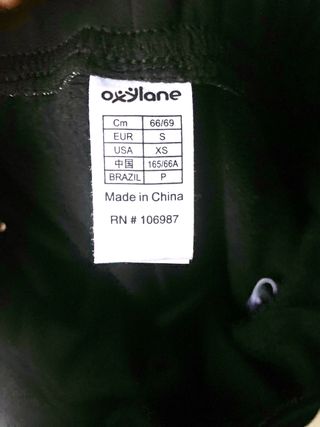 oxylane
Cm 66/69
EUR S
USA XS
中国 165/66A
BRAZIL P
Made in China
RN # 106987